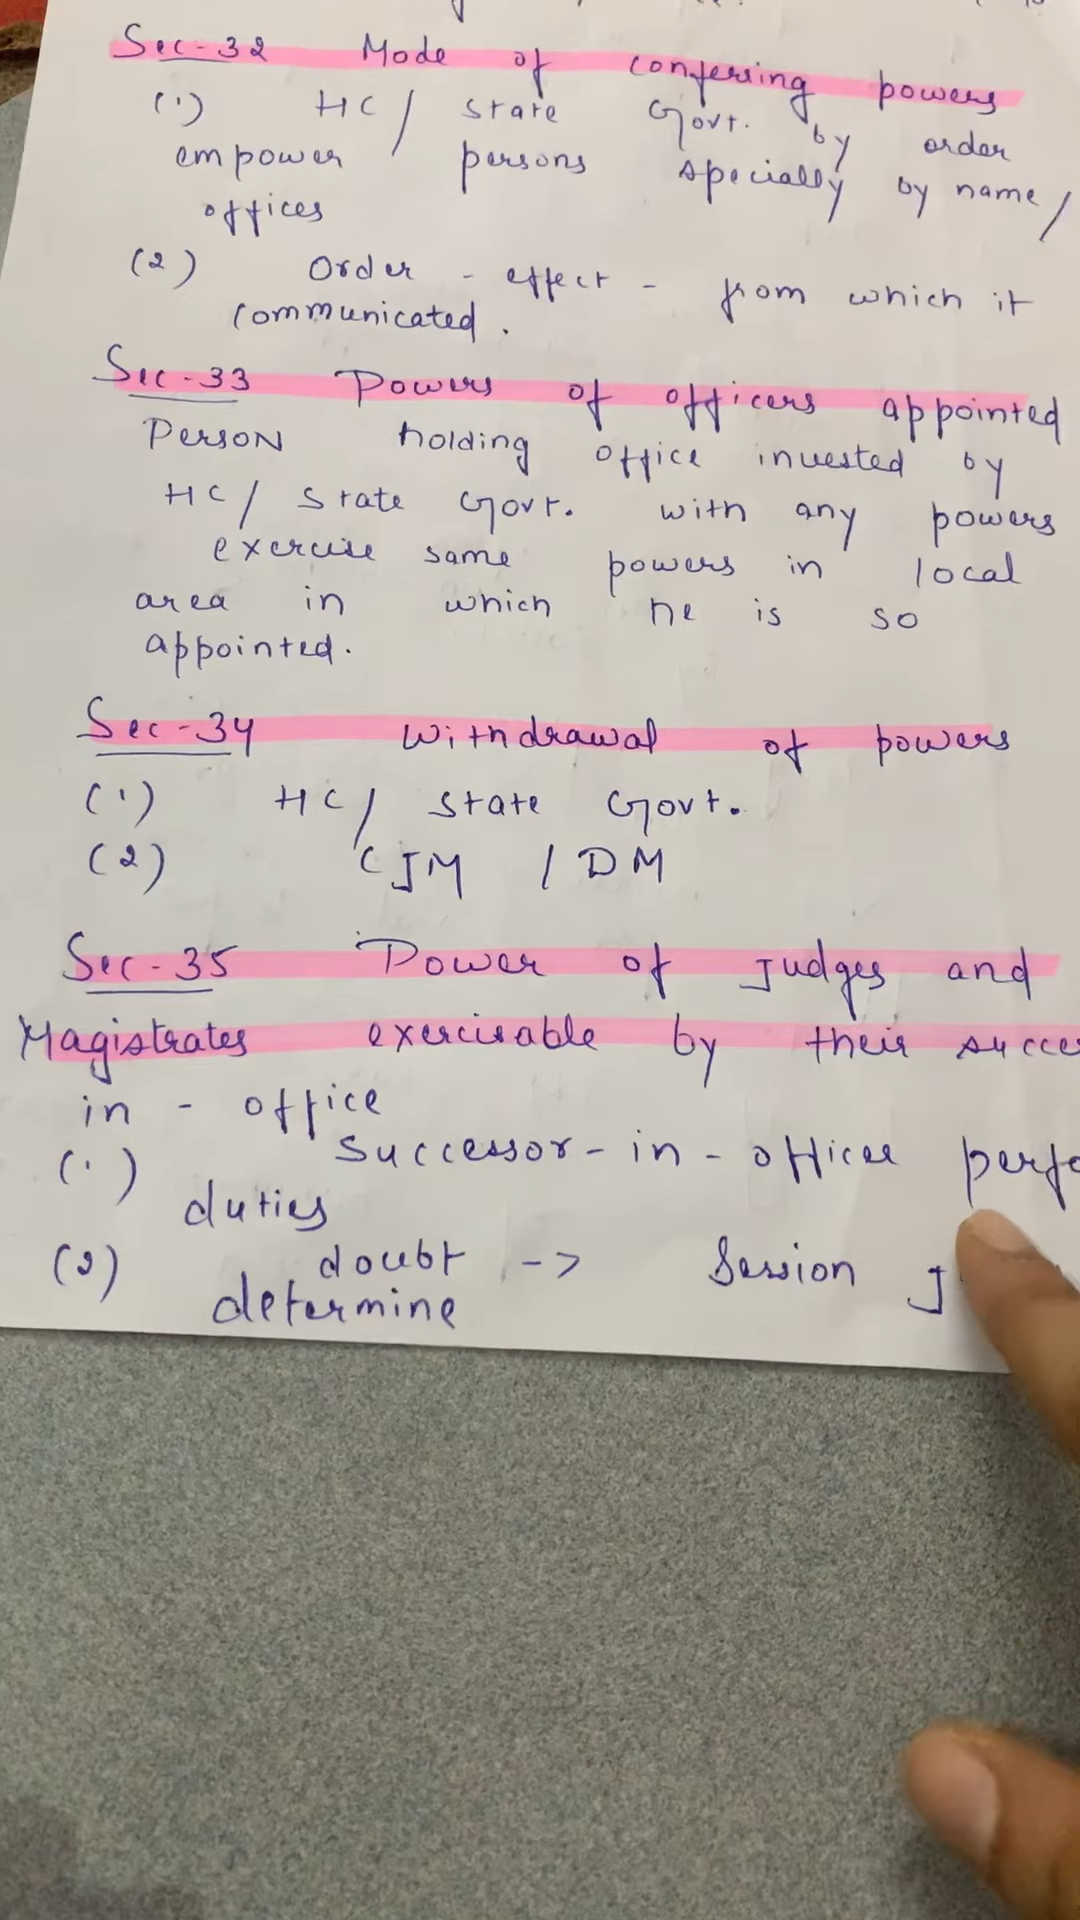 Sec-32 Mode of conferring powers
(1) HC / state Govt. by order
empower persons specially by name /
offices
(2) Order - effect - from which it
communicated.
Sec-33 Powers of officers appointed
Person holding office invested by
HC / State Govt. with any powers
exercise same powers in local
area in which he is so
appointed.
Sec-34 Withdrawal of powers
(1) HC / State Govt.
(2) CJM / DM
Sec-35 Power of Judges and
Magistrates exercisable by their
in - office
(1) Successor-in-office
duties
(2) doubt -> Session
determine